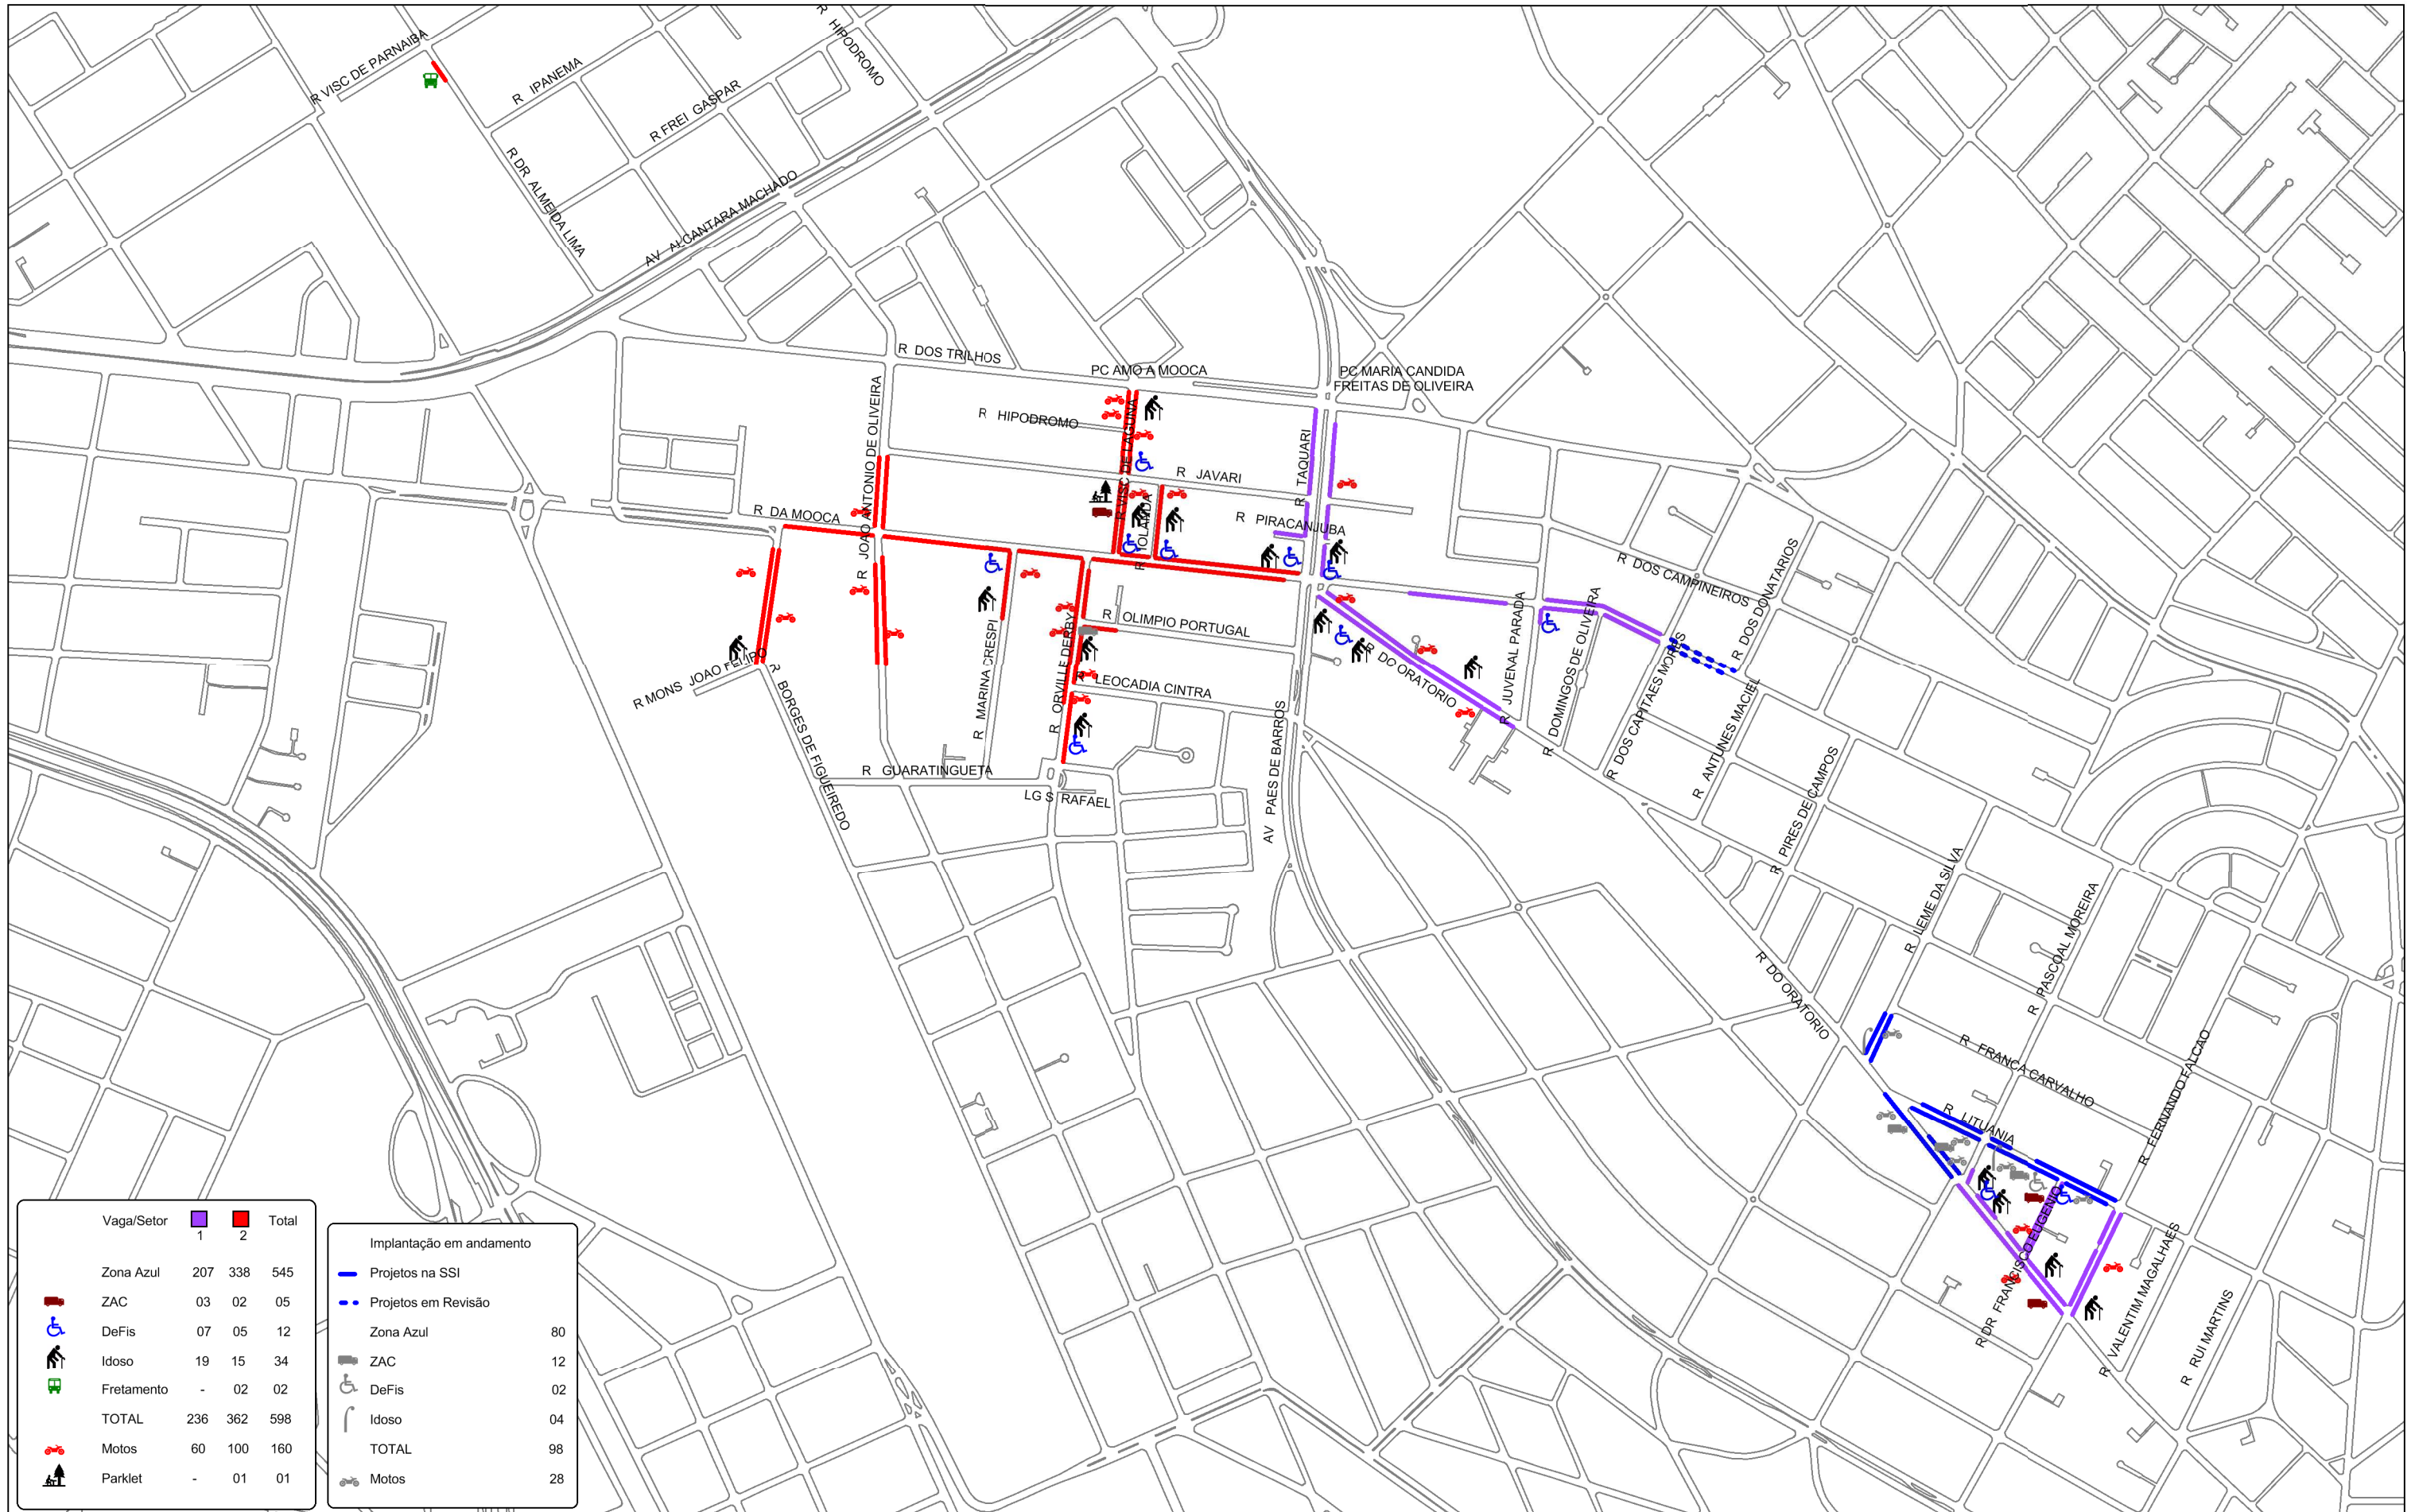 R HIPODROMO
R VISC DE PARNAIBA
R IPANEMA
R FREI GASPAR
R DR ALMEIDA LIMA
AV ALCANTARA MACHADO
R DOS TRILHOS
PC AMO A MOOCA
PC MARIA CANDIDA
FREITAS DE OLIVEIRA
R JOAO ANTONIO DE OLIVEIRA
R HIPODROMO
R VISC DE LAGUNA
R TAQUARI
R JAVARI
R IOLANDA
R DA MOOCA
R PIRACANJUBA
R DOS CAMPINEIROS
R DOS DONATARIOS
R OLIMPIO PORTUGAL
R MONS JOAO FELIPO
R BORGES DE FIGUEIREDO
R MARINA CRESPI
R ORVILLE DERBY
R LEOCADIA CINTRA
R DO ORATORIO
R JUVENAL PARADA
R DOMINGOS DE OLIVEIRA
R DOS CAPITAES MORES
R ANTUNES MACIEL
R PIRES DE CAMPOS
R GUARATINGUETA
LG S RAFAEL
AV PAES DE BARROS
R LEME DA SILVA
R PASCOAL MOREIRA
R DO ORATORIO
R FRANCA CARVALHO
R FERNANDO FALCAO
R LITUANIA
R DR FRANCISCO EUGENIO
R VALENTIM MAGALHAES
R RUI MARTINS
Vaga/Setor 1 2 Total
Zona Azul 207 338 545
ZAC 03 02 05
DeFis 07 05 12
Idoso 19 15 34
Fretamento - 02 02
TOTAL 236 362 598
Motos 60 100 160
Parklet - 01 01
Implantação em andamento
Projetos na SSI
Projetos em Revisão
Zona Azul 80
ZAC 12
DeFis 02
Idoso 04
TOTAL 98
Motos 28